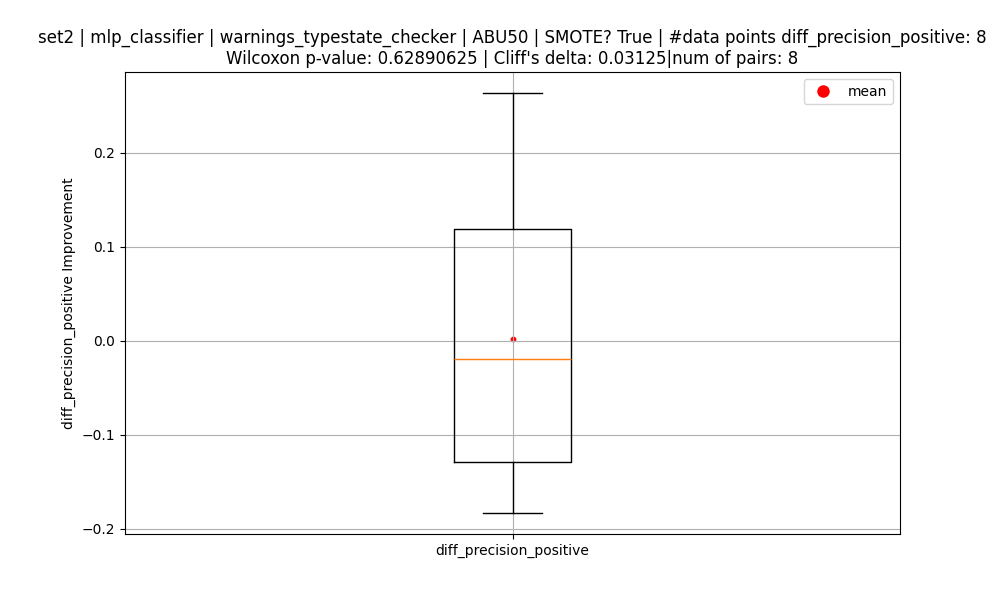 set2 | mlp_classifier | warnings_typestate_checker | ABU50 | SMOTE? True | #data points diff_precision_positive: 8
Wilcoxon p-value: 0.62890625 | Cliff's delta: 0.03125|num of pairs: 8
mean
0.2
0.1
0.0
−0.1
−0.2
diff_precision_positive Improvement
diff_precision_positive